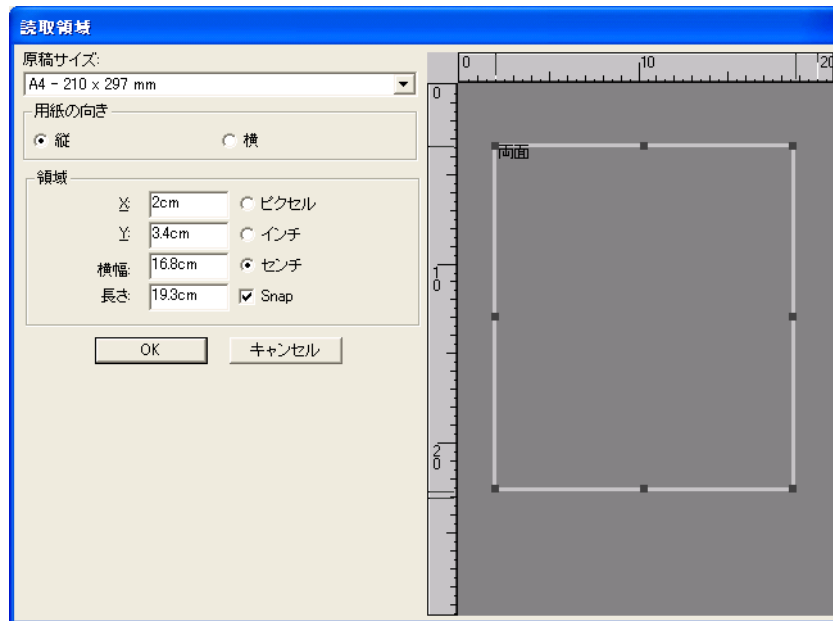 読取領域
原稿サイズ:
A4 - 210 x 297 mm
用紙の向き
縦
横
領域
X: 2cm ピクセル
Y: 3.4cm インチ
横幅: 16.8cm センチ
長さ: 19.3cm Snap
OK
キャンセル
0 10 20
0
10
20
両面